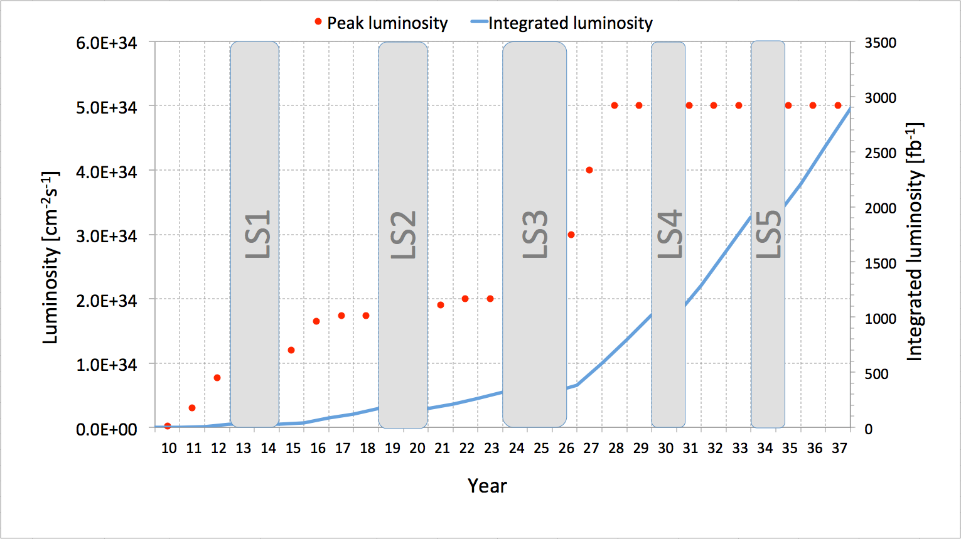 Peak luminosity Integrated luminosity
6.0E+34 3500
5.0E+34 3000
4.0E+34 2500
3.0E+34 2000
2.0E+34 1500
1.0E+34 1000
0.0E+00 500
0
Luminosity [cm⁻²s⁻¹]
Integrated luminosity [fb⁻¹]
LS1 LS2 LS3 LS4 LS5
10 11 12 13 14 15 16 17 18 19 20 21 22 23 24 25 26 27 28 29 30 31 32 33 34 35 36 37
Year